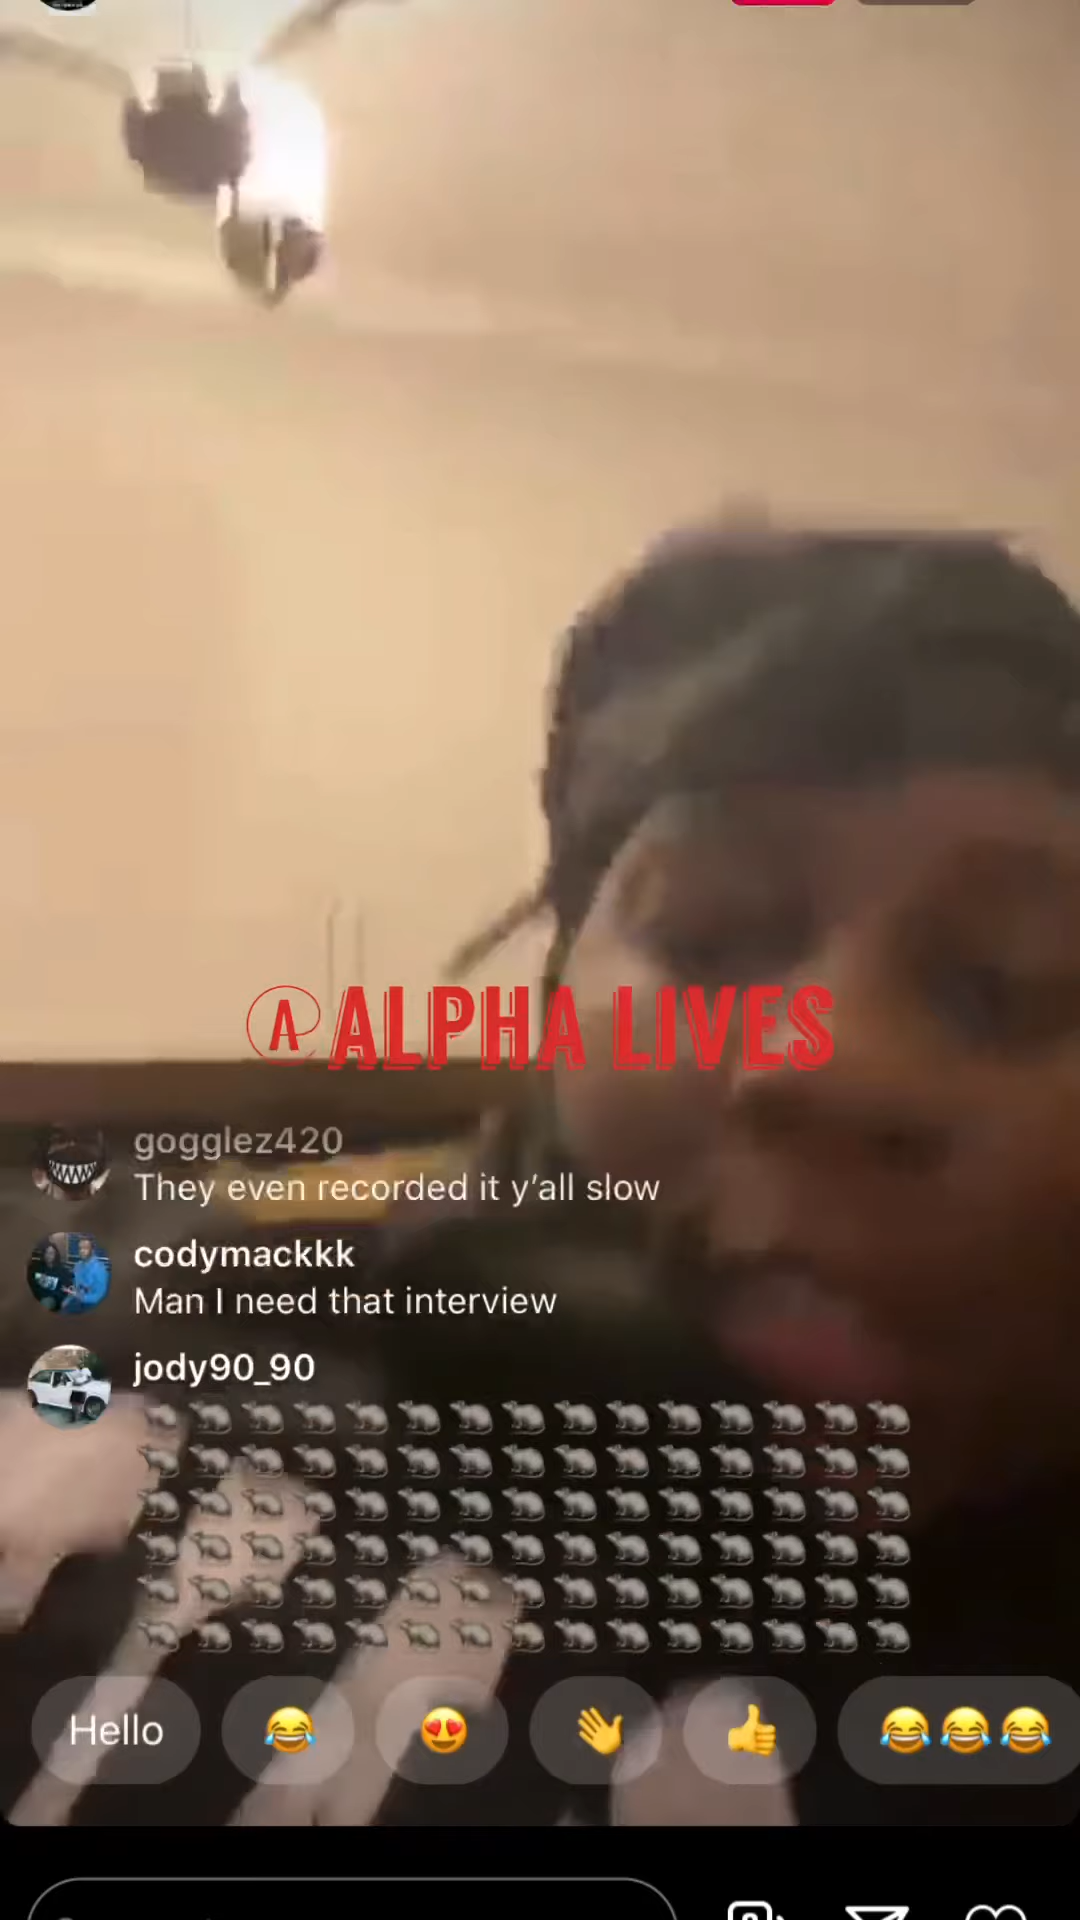 @ALPHA LIVES
gogglez420
They even recorded it y’all slow
codymackkk
Man I need that interview
jody90_90
🐀🐀🐀🐀🐀🐀🐀🐀🐀🐀🐀🐀🐀🐀🐀
🐀🐀🐀🐀🐀🐀🐀🐀🐀🐀🐀🐀🐀🐀🐀
🐀🐀🐀🐀🐀🐀🐀🐀🐀🐀🐀🐀🐀🐀🐀
🐀🐀🐀🐀🐀🐀🐀🐀🐀🐀🐀🐀🐀🐀🐀
🐀🐀🐀🐀🐀🐀🐀🐀🐀🐀🐀🐀🐀🐀🐀
🐀🐀🐀🐀🐀🐀🐀🐀🐀🐀🐀🐀🐀🐀🐀
Hello 😂 😍 👋 👍 😂😂😂